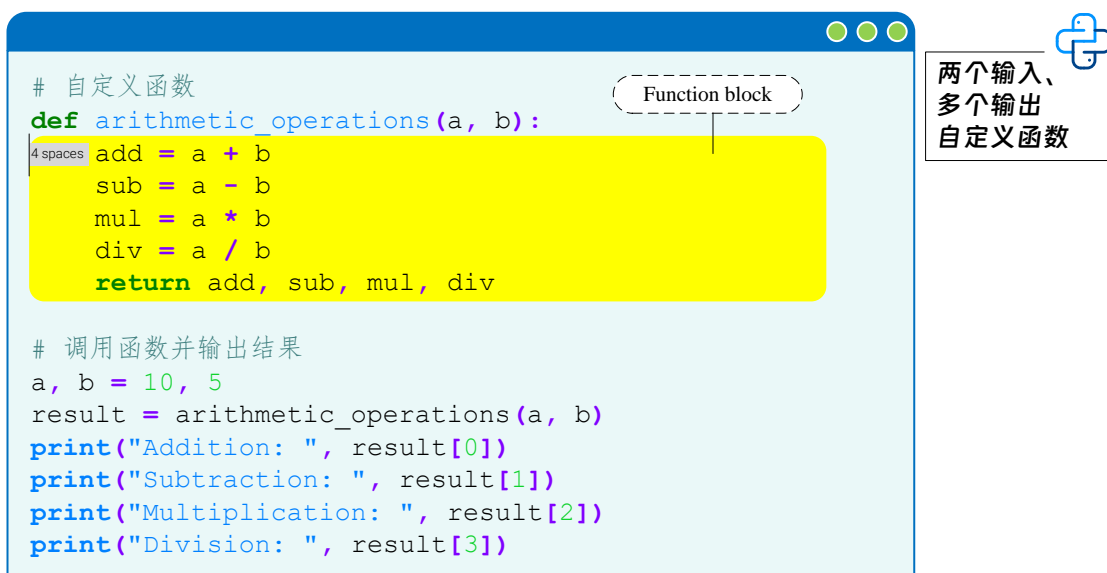 # 自定义函数
def arithmetic_operations(a, b):
4 spaces add = a + b
    sub = a - b
    mul = a * b
    div = a / b
    return add, sub, mul, div
Function block
# 调用函数并输出结果
a, b = 10, 5
result = arithmetic_operations(a, b)
print("Addition: ", result[0])
print("Subtraction: ", result[1])
print("Multiplication: ", result[2])
print("Division: ", result[3])
两个输入、
多个输出
自定义函数